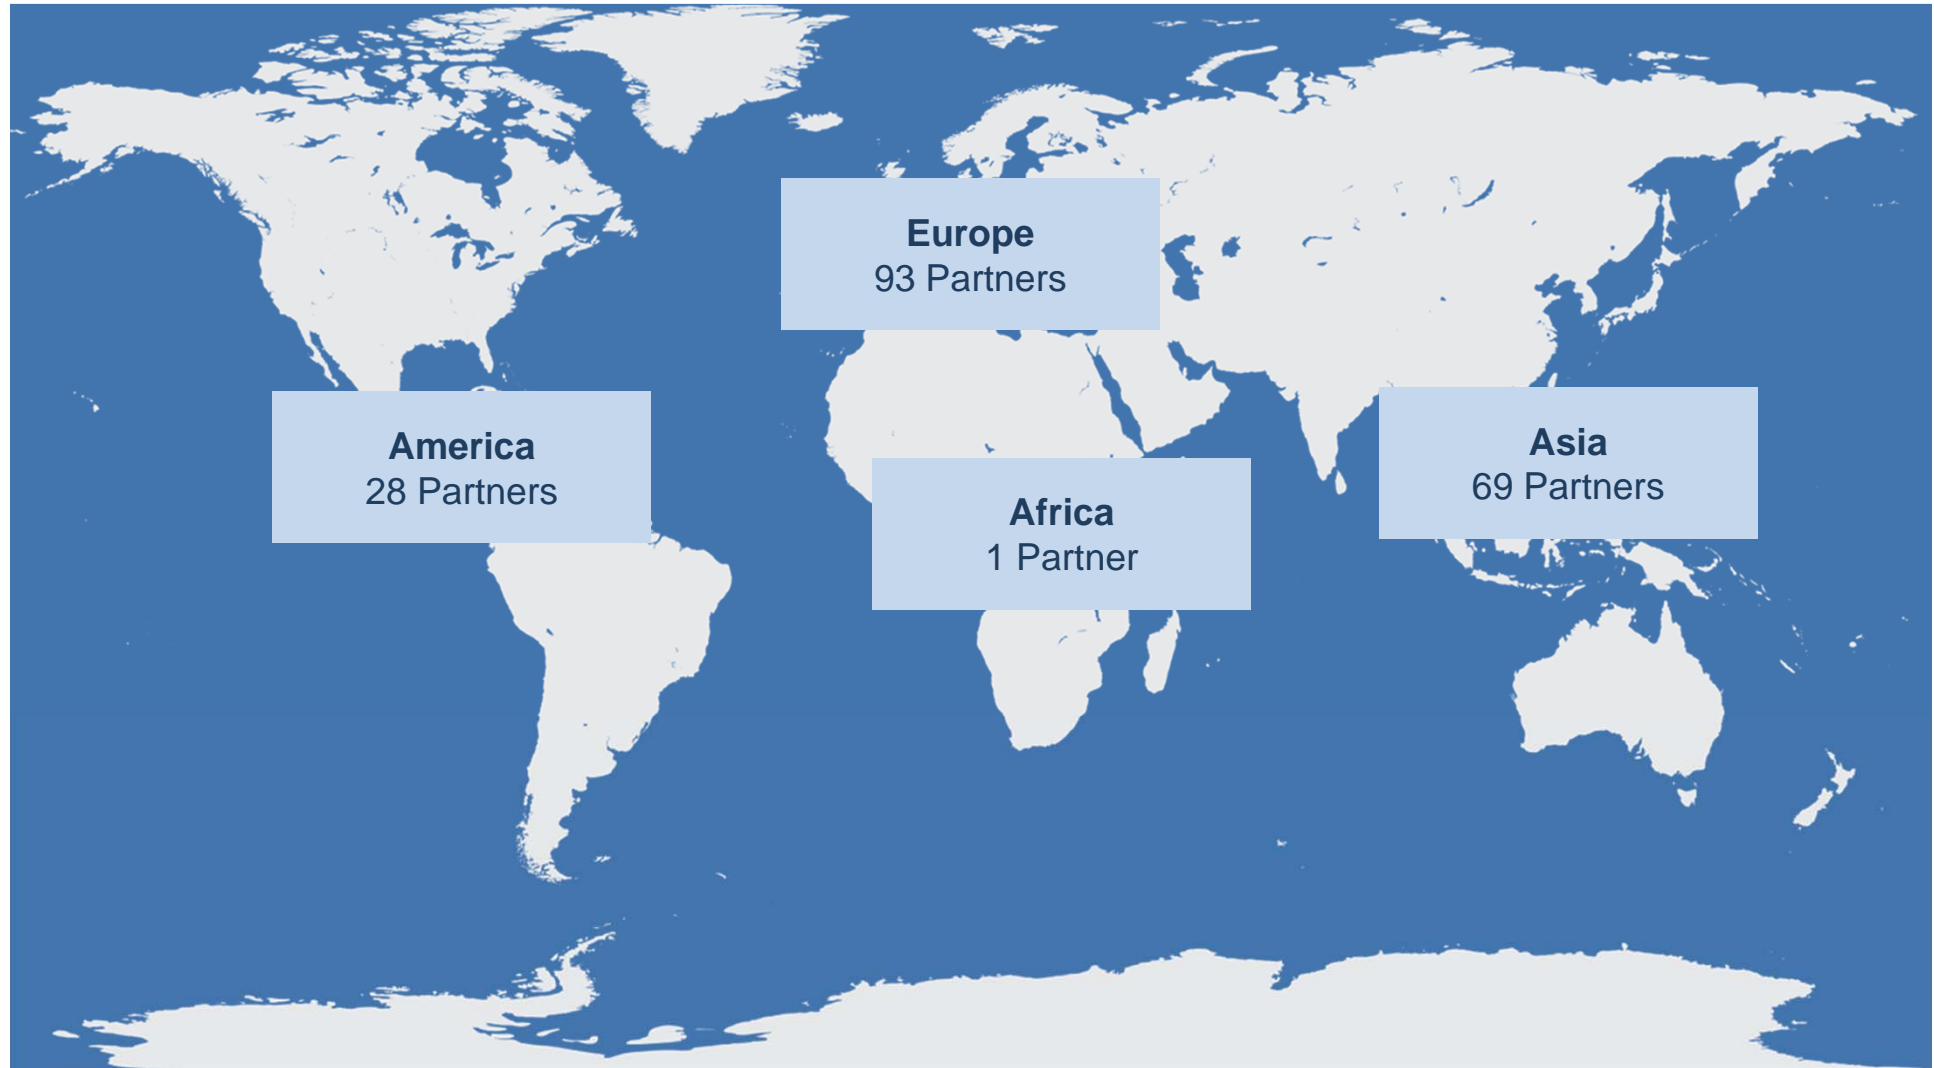 Europe
93 Partners
America
28 Partners
Asia
69 Partners
Africa
1 Partner